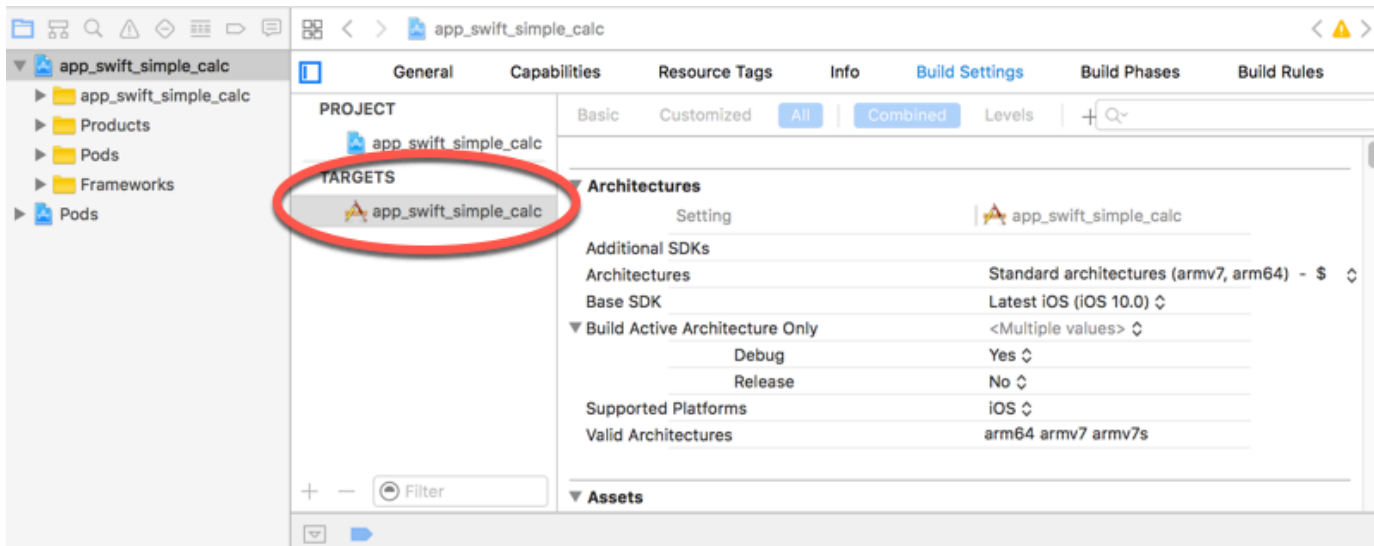 app_swift_simple_calc
app_swift_simple_calc
app_swift_simple_calc
Products
Pods
Frameworks
Pods
General Capabilities Resource Tags Info Build Settings Build Phases Build Rules
PROJECT
app_swift_simple_calc
TARGETS
app_swift_simple_calc
Filter
Basic Customized All Combined Levels
Architectures
Setting app_swift_simple_calc
Additional SDKs
Architectures Standard architectures (armv7, arm64) - $
Base SDK Latest iOS (iOS 10.0)
Build Active Architecture Only <Multiple values>
Debug Yes
Release No
Supported Platforms iOS
Valid Architectures arm64 armv7 armv7s
Assets